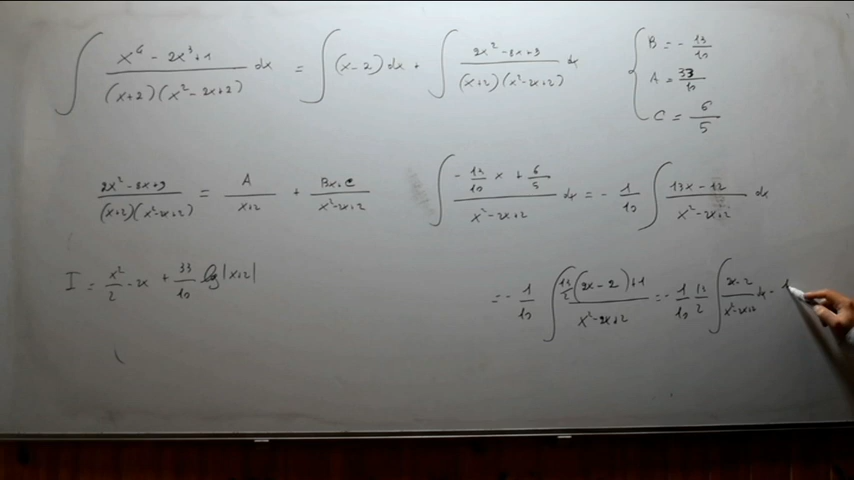 ∫ (x⁴ - 2x³ + 1)/((x+2)(x² - 2x + 2)) dx = ∫ (x-2) dx + ∫ (2x² - 8x + 9)/((x+2)(x² - 2x + 2)) dx
{ B = - 13/10
A = 33/10
C = 6/5
(2x² - 8x + 9)/((x+2)(x² - 2x + 2)) = A/(x+2) + (Bx+C)/(x² - 2x + 2)
∫ (- 13/10 x + 6/5)/(x² - 2x + 2) dx = - 1/10 ∫ (13x - 12)/(x² - 2x + 2) dx
I = x²/2 - 2x + 33/10 lg|x+2|
= - 1/10 ∫ (13/2 (2x - 2) + 1)/(x² - 2x + 2) = - 1/10 13/2 ∫ (2x - 2)/(x² - 2x + 2) dx - 1